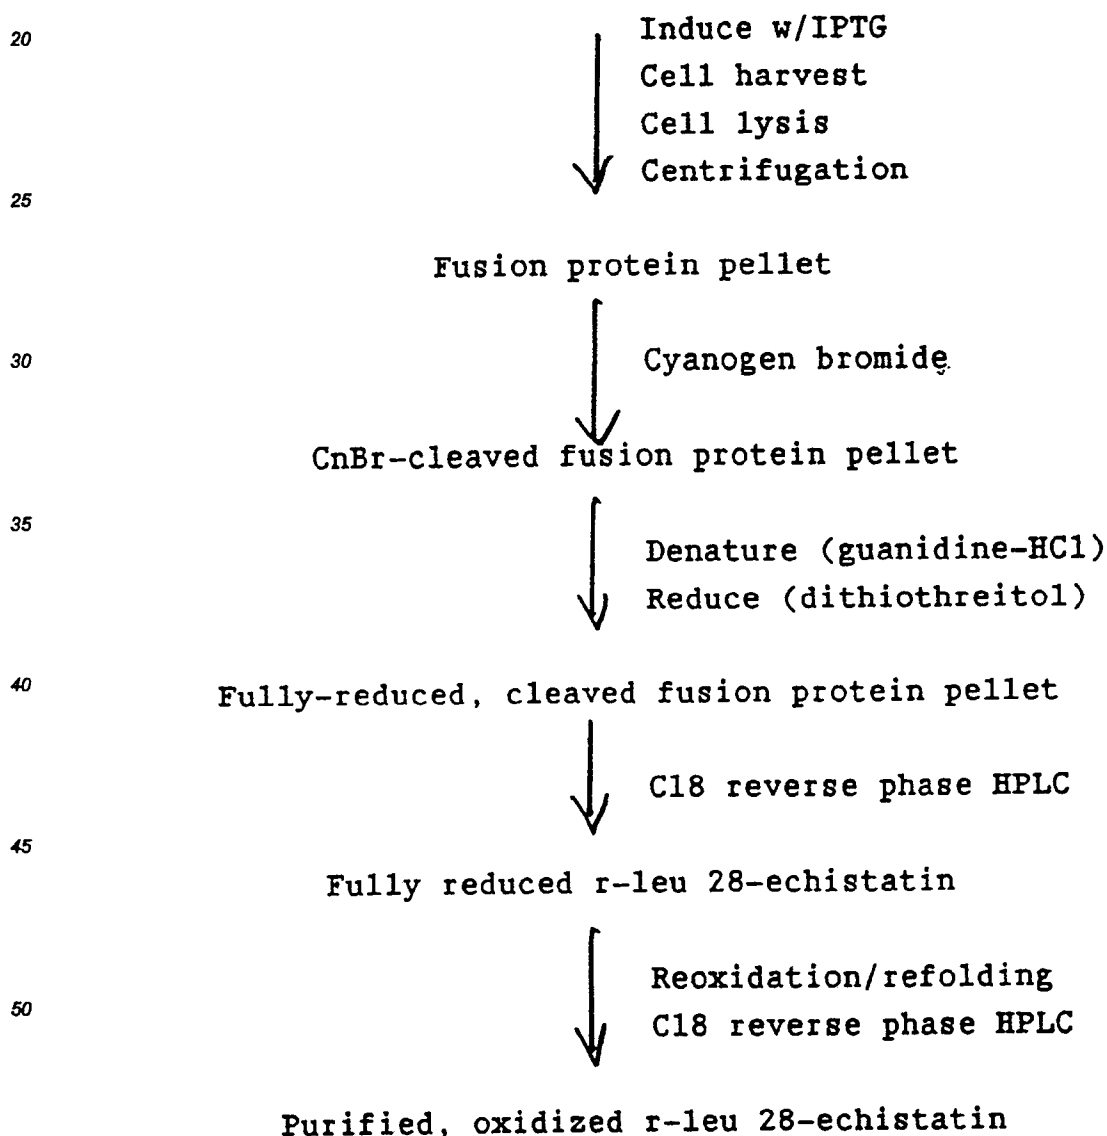 20
Induce w/IPTG
Cell harvest
Cell lysis
Centrifugation
25
Fusion protein pellet
30
Cyanogen bromide
CnBr-cleaved fusion protein pellet
35
Denature (guanidine-HCl)
Reduce (dithiothreitol)
40
Fully-reduced, cleaved fusion protein pellet
C18 reverse phase HPLC
45
Fully reduced r-leu 28-echistatin
Reoxidation/refolding
50
C18 reverse phase HPLC
Purified, oxidized r-leu 28-echistatin